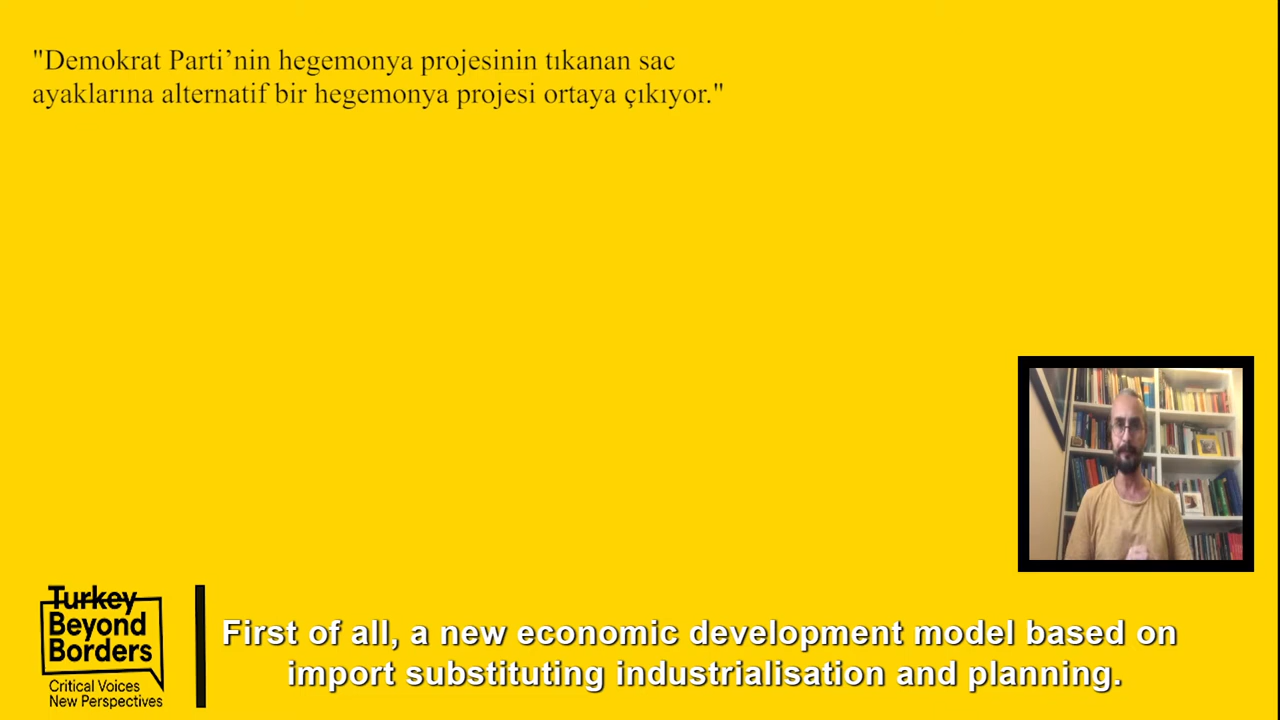 "Demokrat Parti’nin hegemonya projesinin tıkanan sac
ayaklarına alternatif bir hegemonya projesi ortaya çıkıyor."
Turkey
Beyond
Borders
Critical Voices
New Perspectives
First of all, a new economic development model based on
import substituting industrialisation and planning.